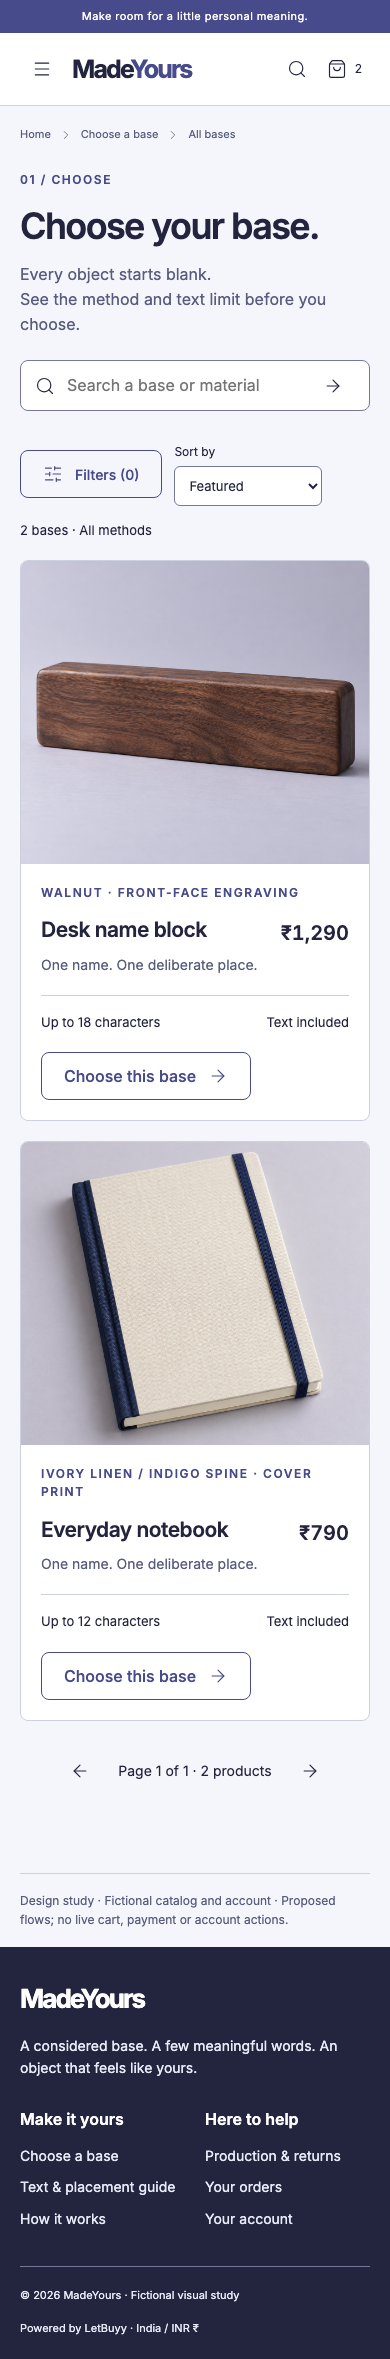 Make room for a little personal meaning.
MadeYours
2
Home > Choose a base > All bases
01 / CHOOSE
Choose your base.
Every object starts blank.
See the method and text limit before you
choose.
Search a base or material
Sort by
Filters (0)
Featured
2 bases · All methods
WALNUT · FRONT-FACE ENGRAVING
Desk name block ₹1,290
One name. One deliberate place.
Up to 18 characters Text included
Choose this base →
IVORY LINEN / INDIGO SPINE · COVER
PRINT
Everyday notebook ₹790
One name. One deliberate place.
Up to 12 characters Text included
Choose this base →
← Page 1 of 1 · 2 products →
Design study · Fictional catalog and account · Proposed
flows; no live cart, payment or account actions.
MadeYours
A considered base. A few meaningful words. An
object that feels like yours.
Make it yours
Choose a base
Text & placement guide
How it works
Here to help
Production & returns
Your orders
Your account
© 2026 MadeYours · Fictional visual study
Powered by LetBuyy · India / INR ₹